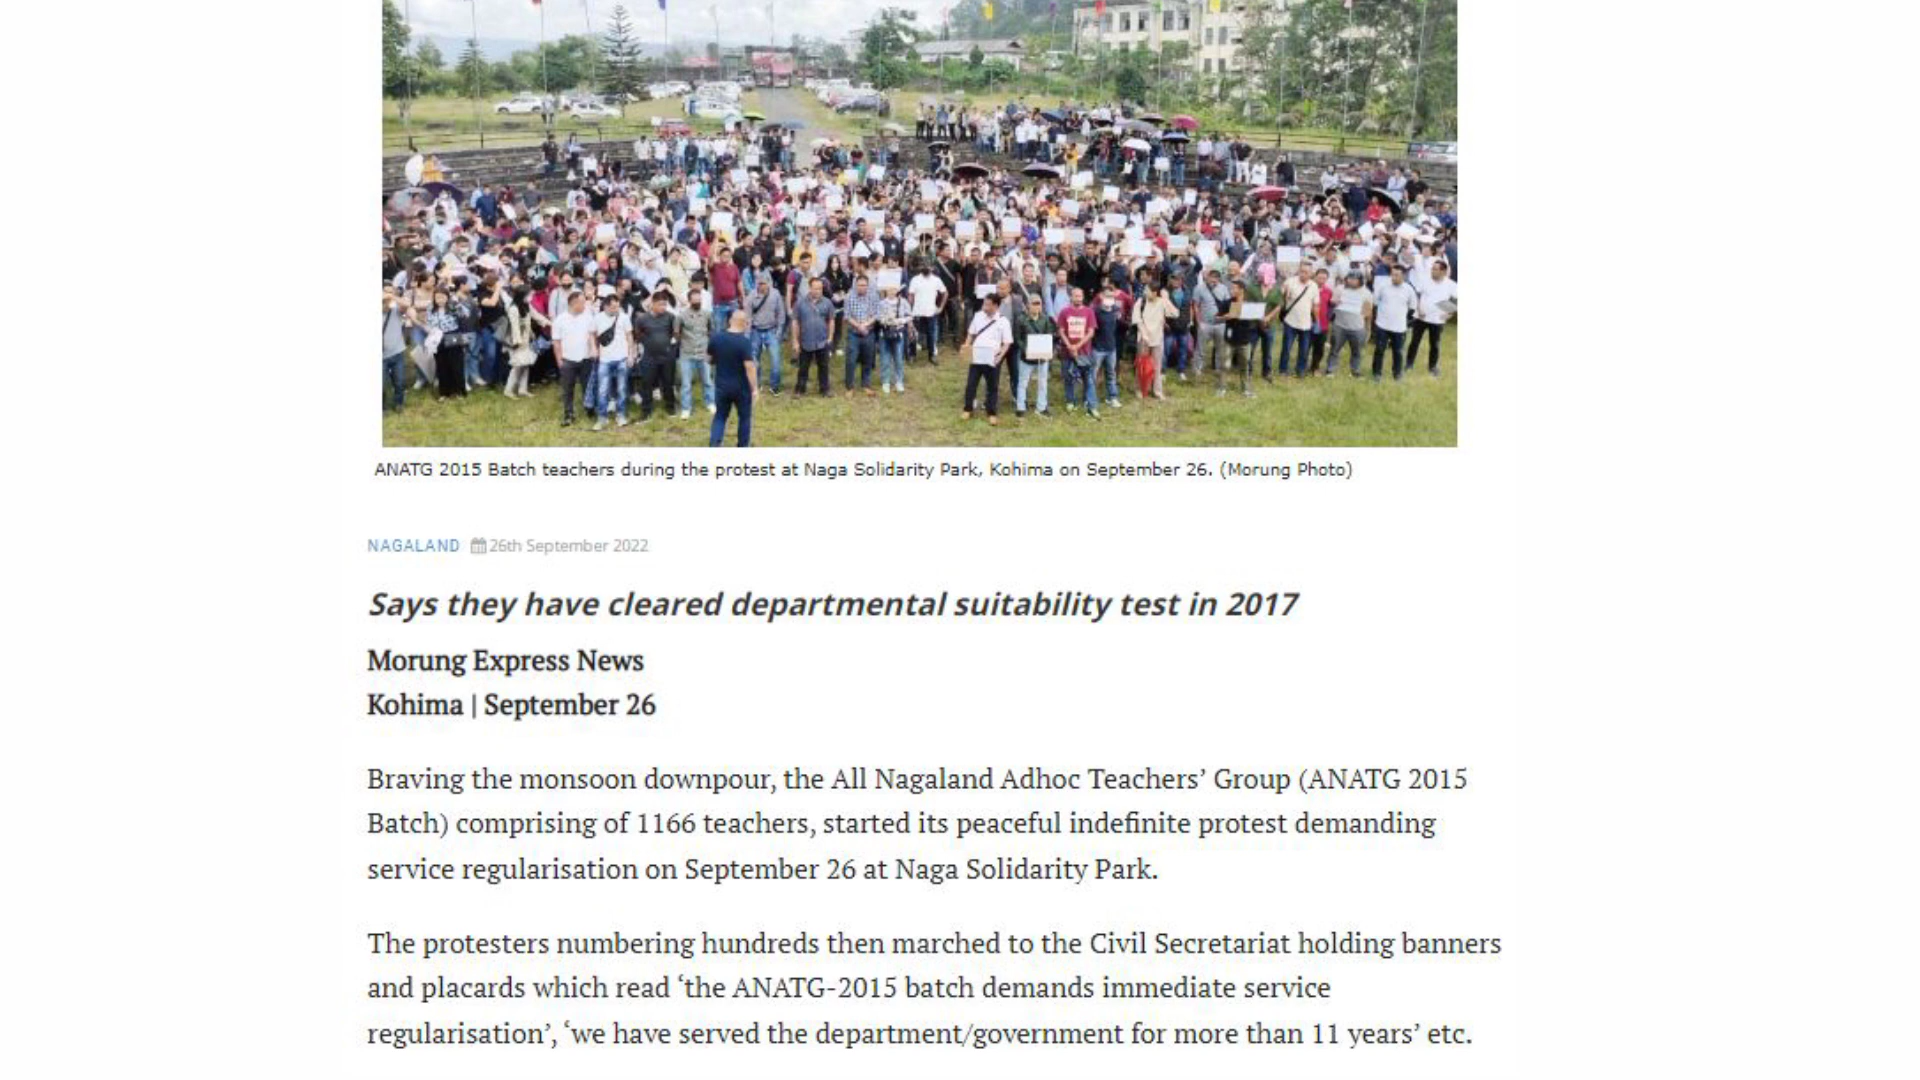 ANATG 2015 Batch teachers during the protest at Naga Solidarity Park, Kohima on September 26. (Morung Photo)
NAGALAND 26th September 2022
Says they have cleared departmental suitability test in 2017
Morung Express News
Kohima | September 26
Braving the monsoon downpour, the All Nagaland Adhoc Teachers’ Group (ANATG 2015
Batch) comprising of 1166 teachers, started its peaceful indefinite protest demanding
service regularisation on September 26 at Naga Solidarity Park.
The protesters numbering hundreds then marched to the Civil Secretariat holding banners
and placards which read ‘the ANATG-2015 batch demands immediate service
regularisation’, ‘we have served the department/government for more than 11 years’ etc.